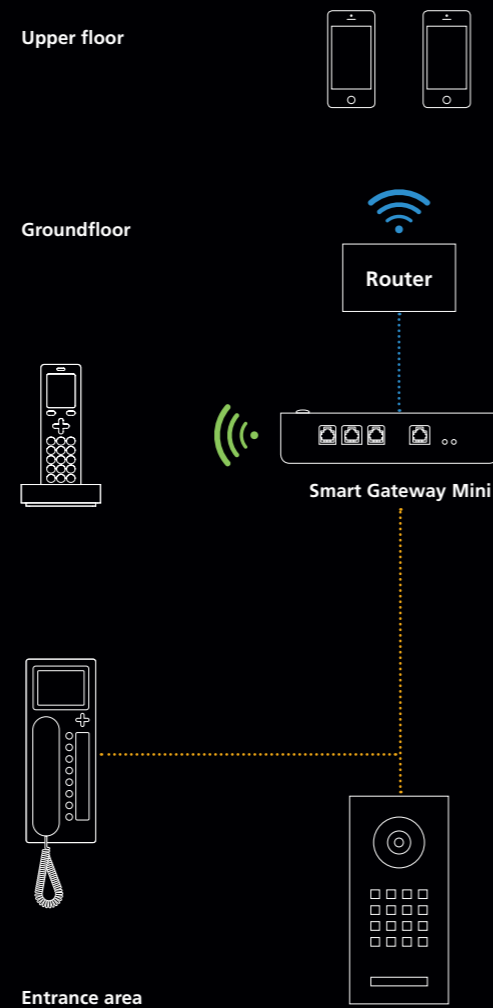 Upper floor
Groundfloor
Router
Smart Gateway Mini
Entrance area